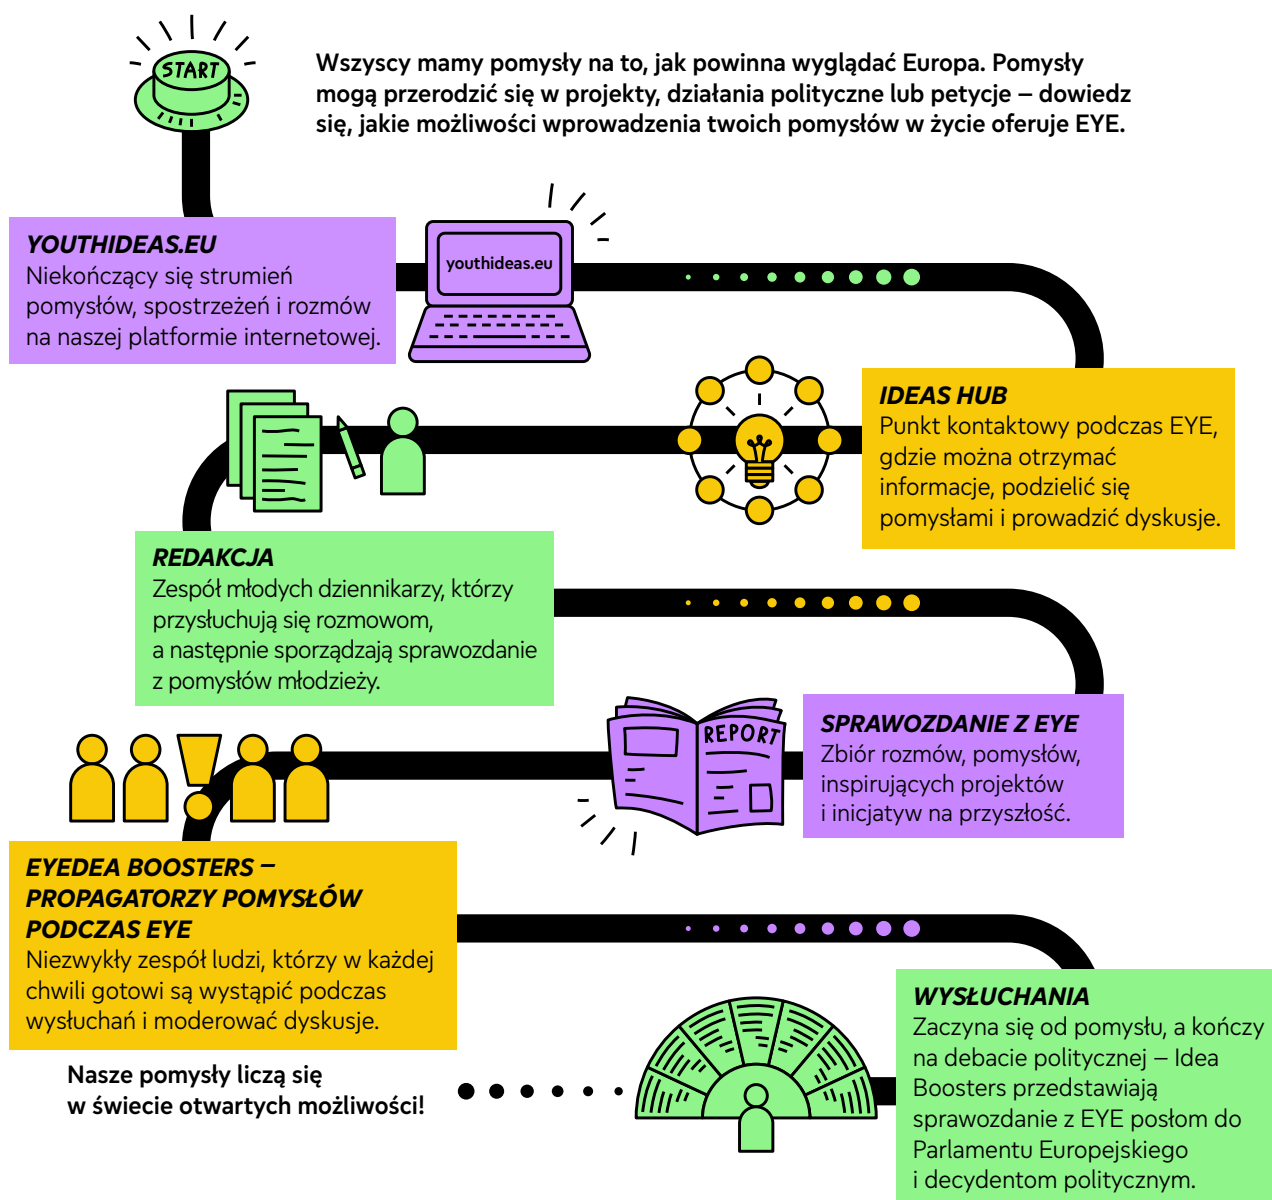 START
Wszyscy mamy pomysły na to, jak powinna wyglądać Europa. Pomysły
mogą przerodzić się w projekty, działania polityczne lub petycje – dowiedz
się, jakie możliwości wprowadzenia twoich pomysłów w życie oferuje EYE.
YOUTHIDEAS.EU
Niekończący się strumień
pomysłów, spostrzeżeń i rozmów
na naszej platformie internetowej.
youthideas.eu
IDEAS HUB
Punkt kontaktowy podczas EYE,
gdzie można otrzymać
informacje, podzielić się
pomysłami i prowadzić dyskusje.
REDAKCJA
Zespół młodych dziennikarzy, którzy
przysłuchują się rozmowom,
a następnie sporządzają sprawozdanie
z pomysłów młodzieży.
REPORT
SPRAWOZDANIE Z EYE
Zbiór rozmów, pomysłów,
inspirujących projektów
i inicjatyw na przyszłość.
EYEDEA BOOSTERS –
PROPAGATORZY POMYSŁÓW
PODCZAS EYE
Niezwykły zespół ludzi, którzy w każdej
chwili gotowi są wystąpić podczas
wysłuchań i moderować dyskusje.
WYSŁUCHANIA
Zaczyna się od pomysłu, a kończy
na debacie politycznej – Idea
Boosters przedstawiają
sprawozdanie z EYE posłom do
Parlamentu Europejskiego
i decydentom politycznym.
Nasze pomysły liczą się
w świecie otwartych możliwości!